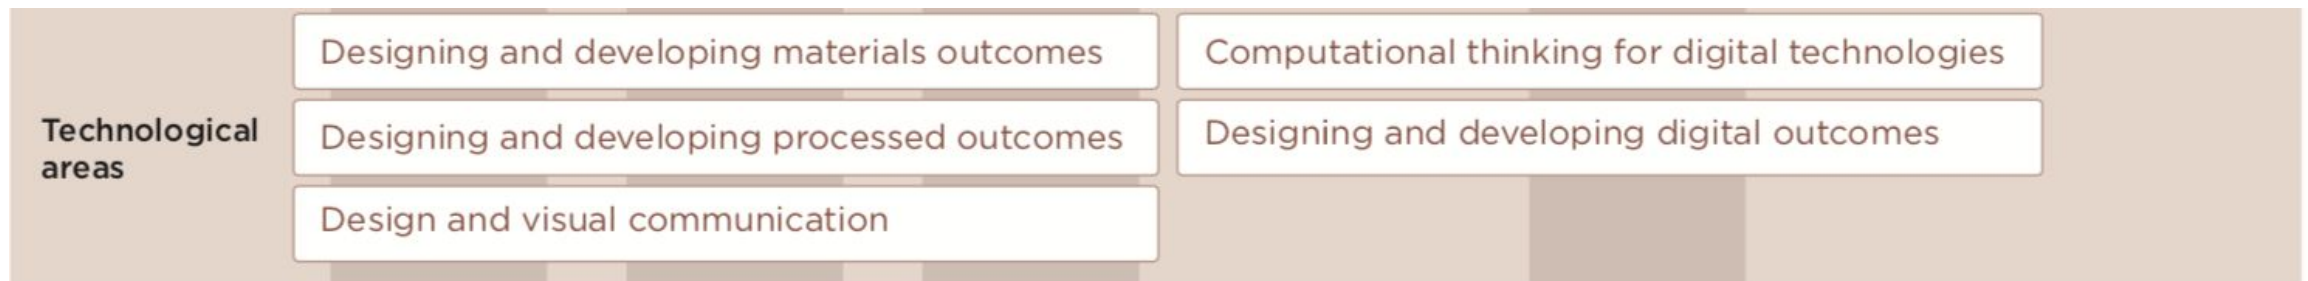 Technological
areas
Designing and developing materials outcomes
Designing and developing processed outcomes
Design and visual communication
Computational thinking for digital technologies
Designing and developing digital outcomes